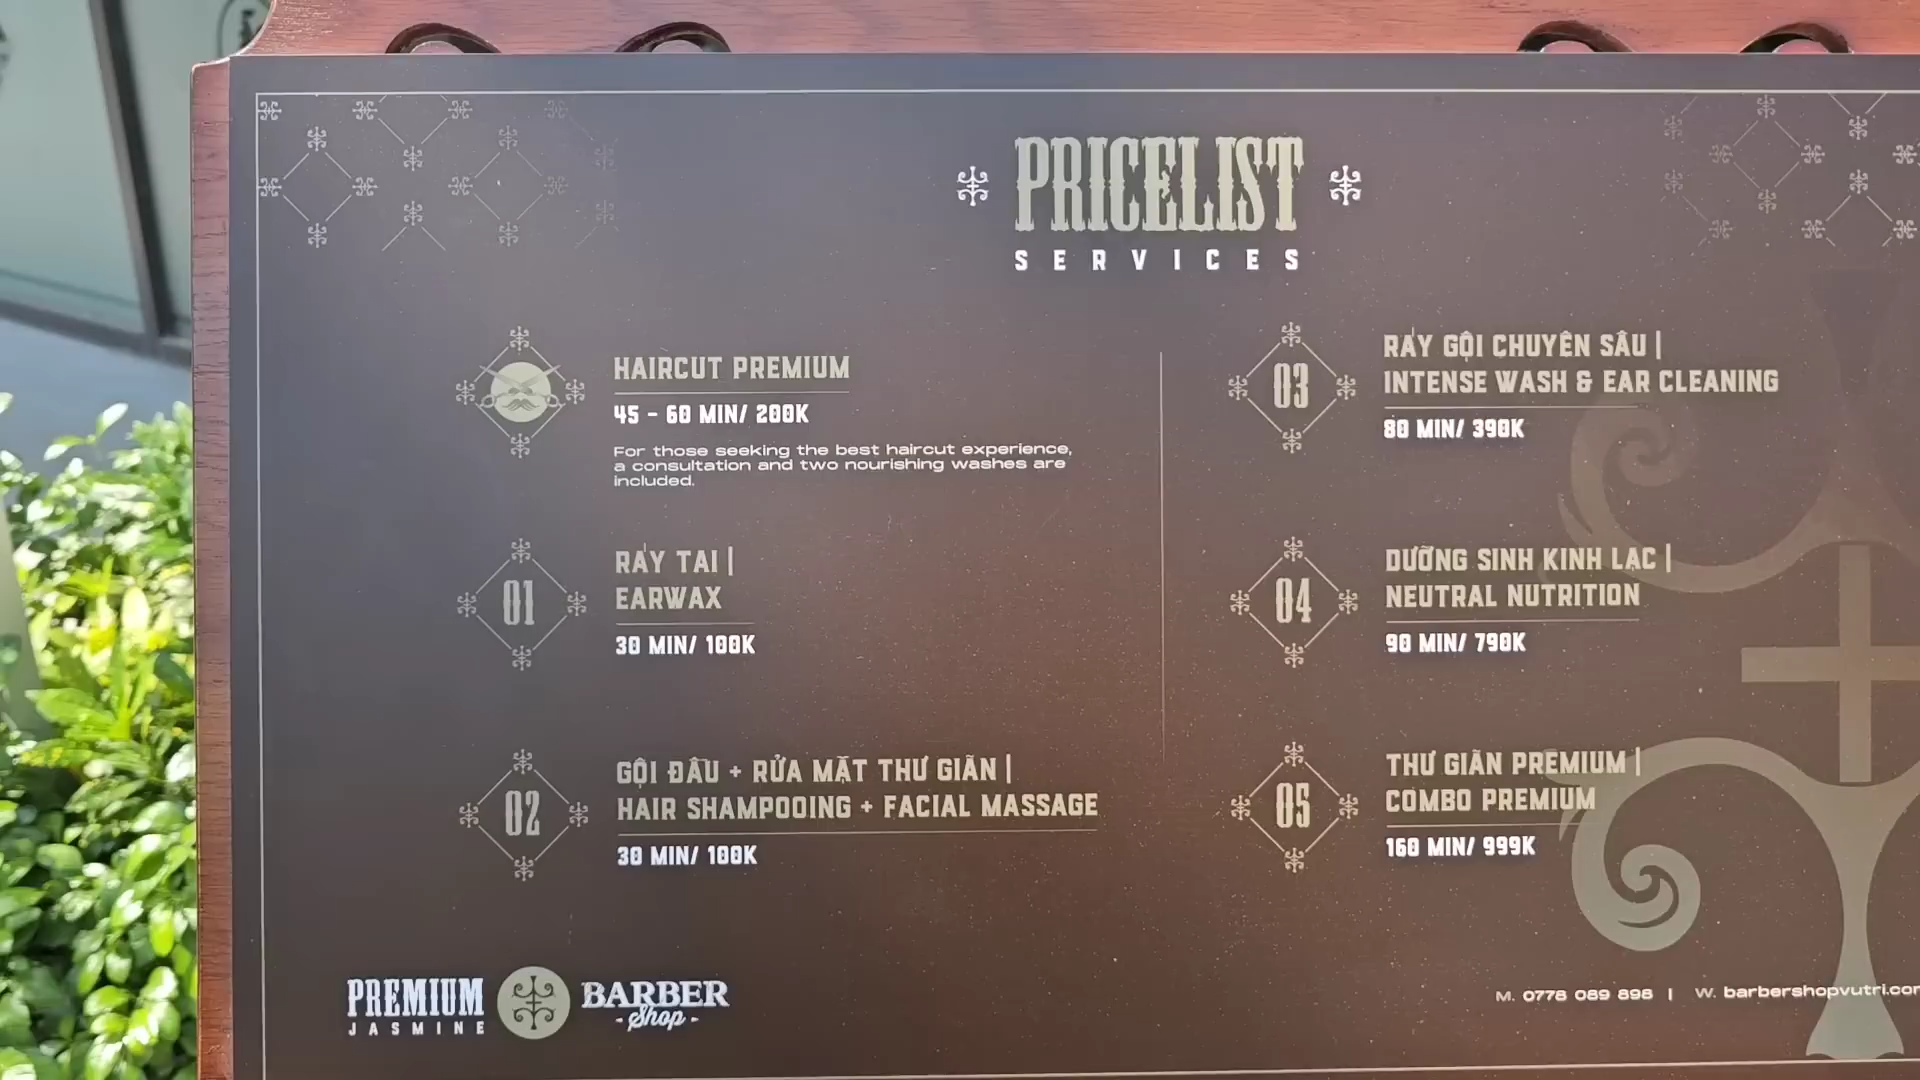 PRICELIST
SERVICES
HAIRCUT PREMIUM
45 - 60 MIN/ 200K
For those seeking the best haircut experience,
a consultation and two nourishing washes are
included.
01
RÁY TAI |
EARWAX
30 MIN/ 100K
02
GỘI ĐẦU + RỬA MẶT THƯ GIÃN |
HAIR SHAMPOOING + FACIAL MASSAGE
30 MIN/ 100K
03
RÁY GỘI CHUYÊN SÂU |
INTENSE WASH & EAR CLEANING
80 MIN/ 390K
04
DƯỠNG SINH KINH LẠC |
NEUTRAL NUTRITION
90 MIN/ 790K
05
THƯ GIÃN PREMIUM |
COMBO PREMIUM
160 MIN/ 999K
PREMIUM
JASMINE
BARBER
- Shop -
M. 0778 089 898 | W. barbershopvutri.com